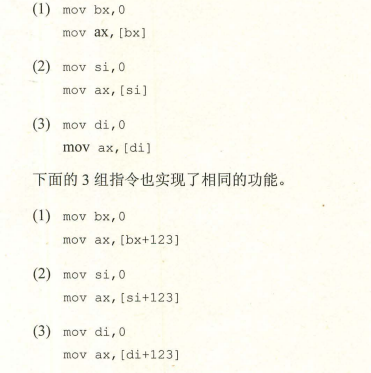 (1) mov bx,0
mov ax,[bx]
(2) mov si,0
mov ax,[si]
(3) mov di,0
mov ax,[di]
下面的 3 组指令也实现了相同的功能。
(1) mov bx,0
mov ax,[bx+123]
(2) mov si,0
mov ax,[si+123]
(3) mov di,0
mov ax,[di+123]